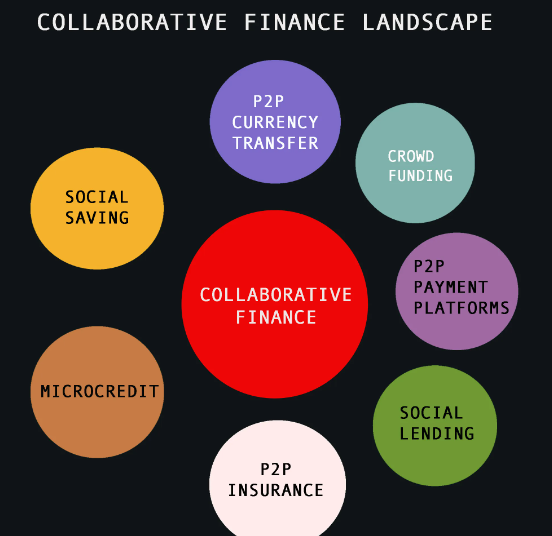 COLLABORATIVE FINANCE LANDSCAPE
P2P
CURRENCY
TRANSFER
CROWD
FUNDING
SOCIAL
SAVING
P2P
PAYMENT
PLATFORMS
COLLABORATIVE
FINANCE
MICROCREDIT
SOCIAL
LENDING
P2P
INSURANCE